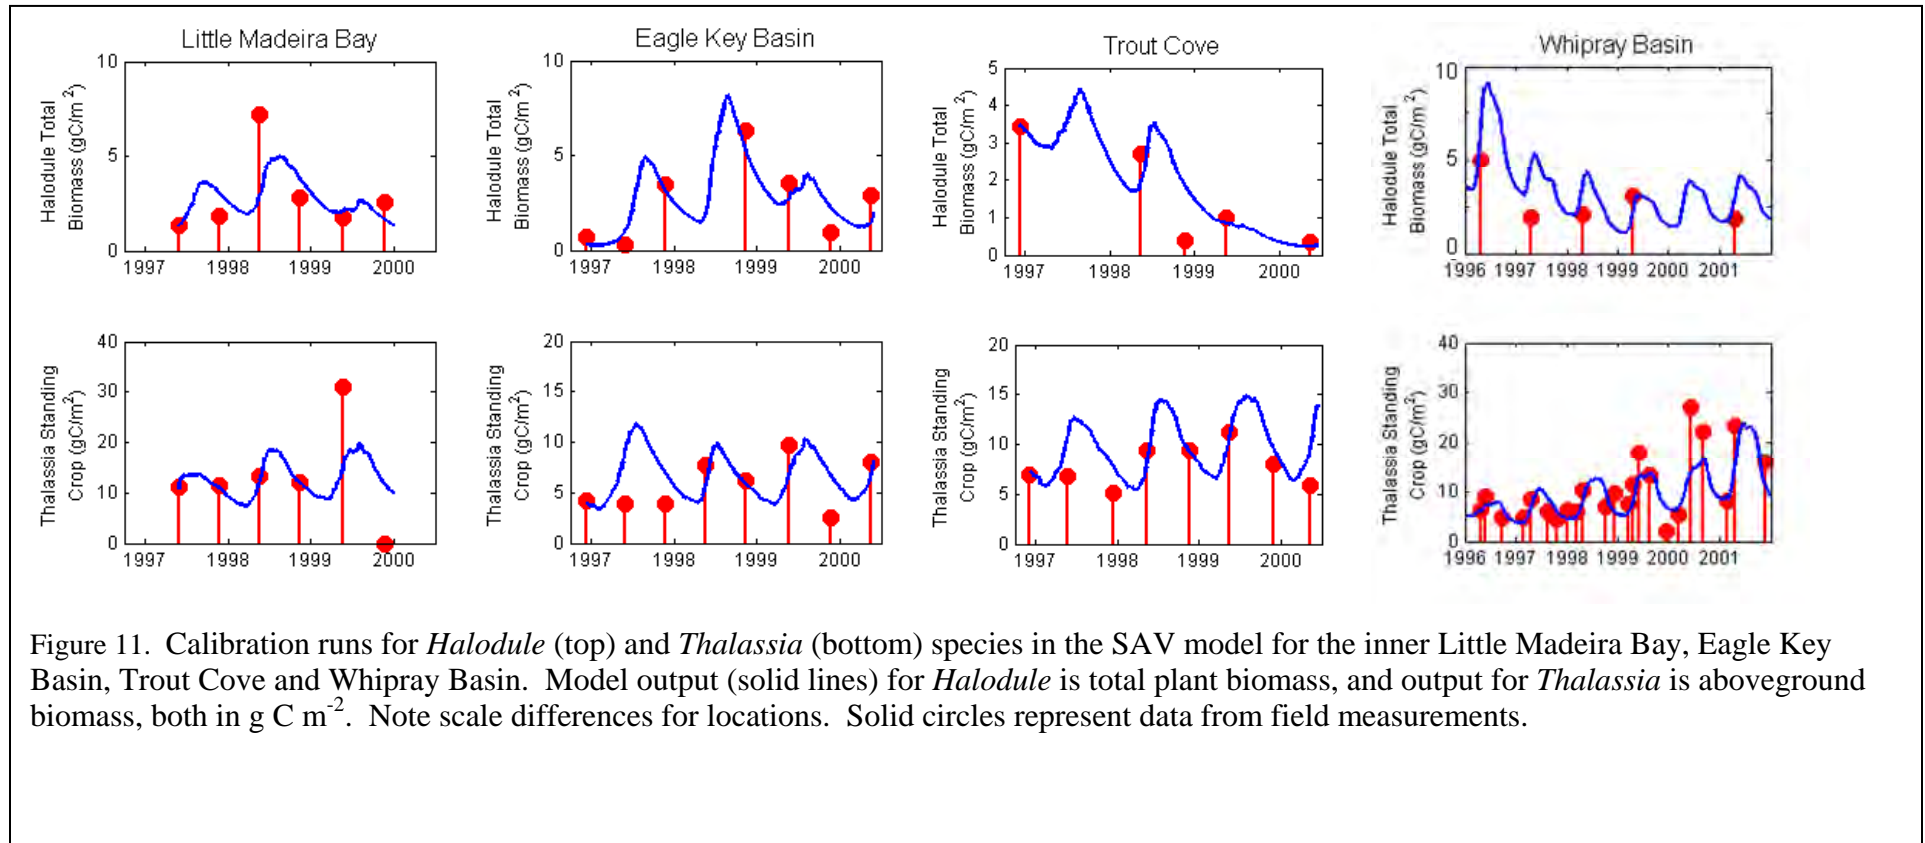 Little Madeira Bay
Eagle Key Basin
Trout Cove
Whipray Basin
Halodule Total
Biomass (gC/m 2)
10
5
0
1997 1998 1999 2000
Halodule Total
Biomass (gC/m 2)
10
5
0
1997 1998 1999 2000
Halodule Total
Biomass (gC/m 2)
5
4
3
2
1
0
1997 1998 1999 2000
Halodule Total
Biomass (gC/m 2)
10
5
0
1996 1997 1998 1999 2000 2001
Thalassia Standing
Crop (gC/m2)
40
30
20
10
0
1997 1998 1999 2000
Thalassia Standing
Crop (gC/m2)
20
15
10
5
0
1997 1998 1999 2000
Thalassia Standing
Crop (gC/m2)
20
15
10
5
0
1997 1998 1999 2000
Thalassia Standing
Crop (gC/m2)
40
30
20
10
0
1996 1997 1998 1999 2000 2001
Figure 11. Calibration runs for Halodule (top) and Thalassia (bottom) species in the SAV model for the inner Little Madeira Bay, Eagle Key
Basin, Trout Cove and Whipray Basin. Model output (solid lines) for Halodule is total plant biomass, and output for Thalassia is aboveground
biomass, both in g C m-2. Note scale differences for locations. Solid circles represent data from field measurements.